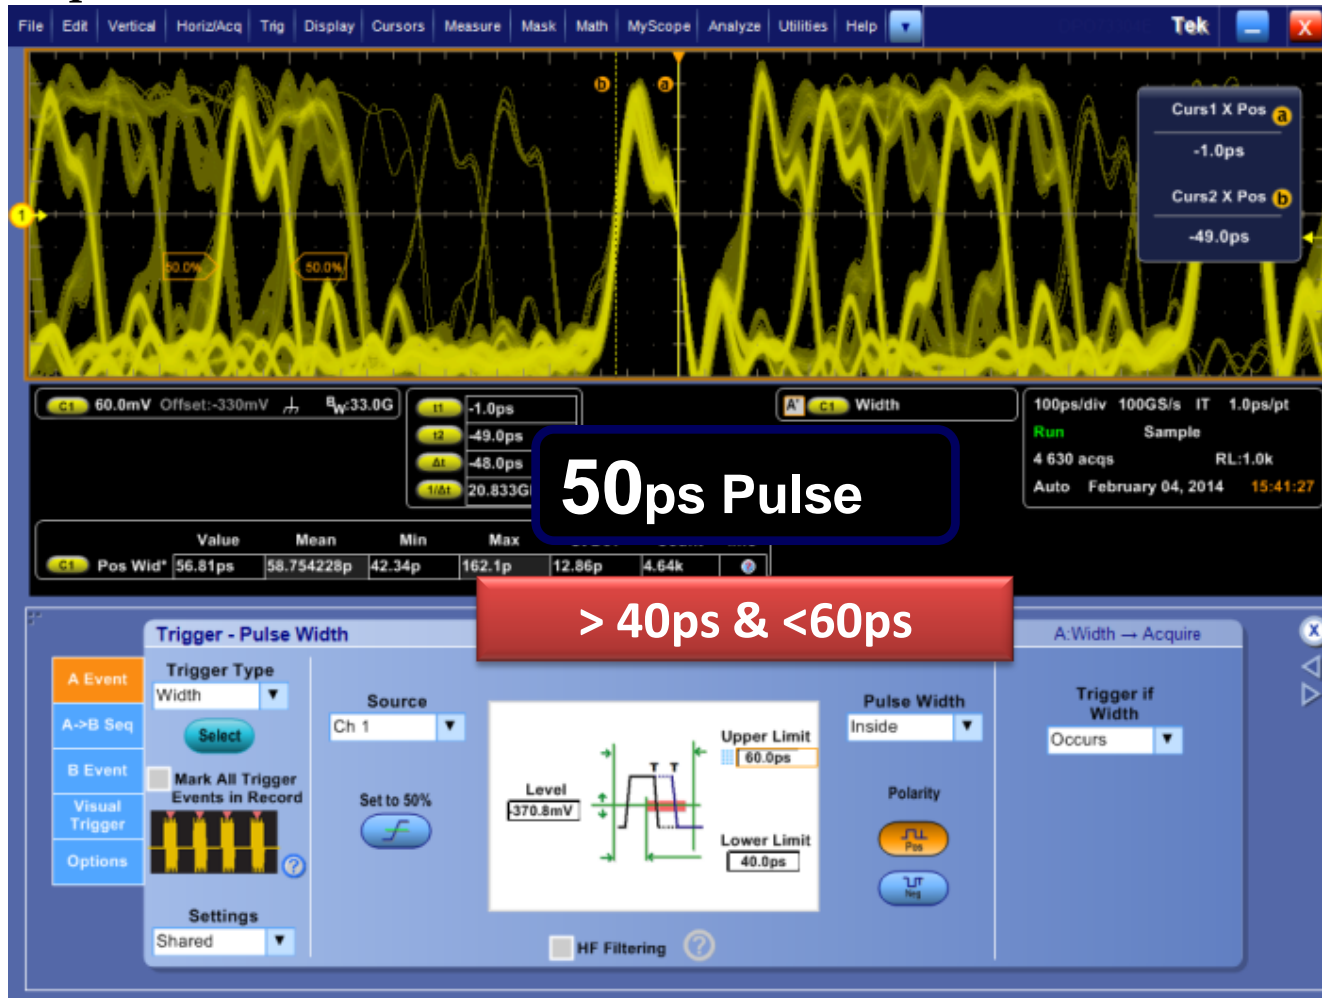 File Edit Vertical Horiz/Acq Trig Display Cursors Measure Mask Math MyScope Analyze Utilities Help Tek X
b a
Curs1 X Pos a
-1.0ps
Curs2 X Pos b
-49.0ps
1
50.0% 50.0%
C1 60.0mV Offset:-330mV BW:33.0G
t1 -1.0ps
t2 -49.0ps
Δt -48.0ps
1/Δt 20.833G
A' C1 Width
100ps/div 100GS/s IT 1.0ps/pt
Run Sample
4 630 acqs RL:1.0k
Auto February 04, 2014 15:41:27
50ps Pulse
Value Mean Min Max
C1 Pos Wid* 56.81ps 58.754228p 42.34p 162.1p 12.86p 4.64k
> 40ps & <60ps
Trigger - Pulse Width
A:Width → Acquire
A Event
A->B Seq
B Event
Visual
Trigger
Options
Trigger Type
Width
Select
Mark All Trigger
Events in Record
Settings
Shared
Source
Ch 1
Set to 50%
Level
-370.8mV
T T
Upper Limit
60.0ps
Lower Limit
40.0ps
HF Filtering ?
Pulse Width
Inside
Polarity
Pos
Neg
Trigger if
Width
Occurs